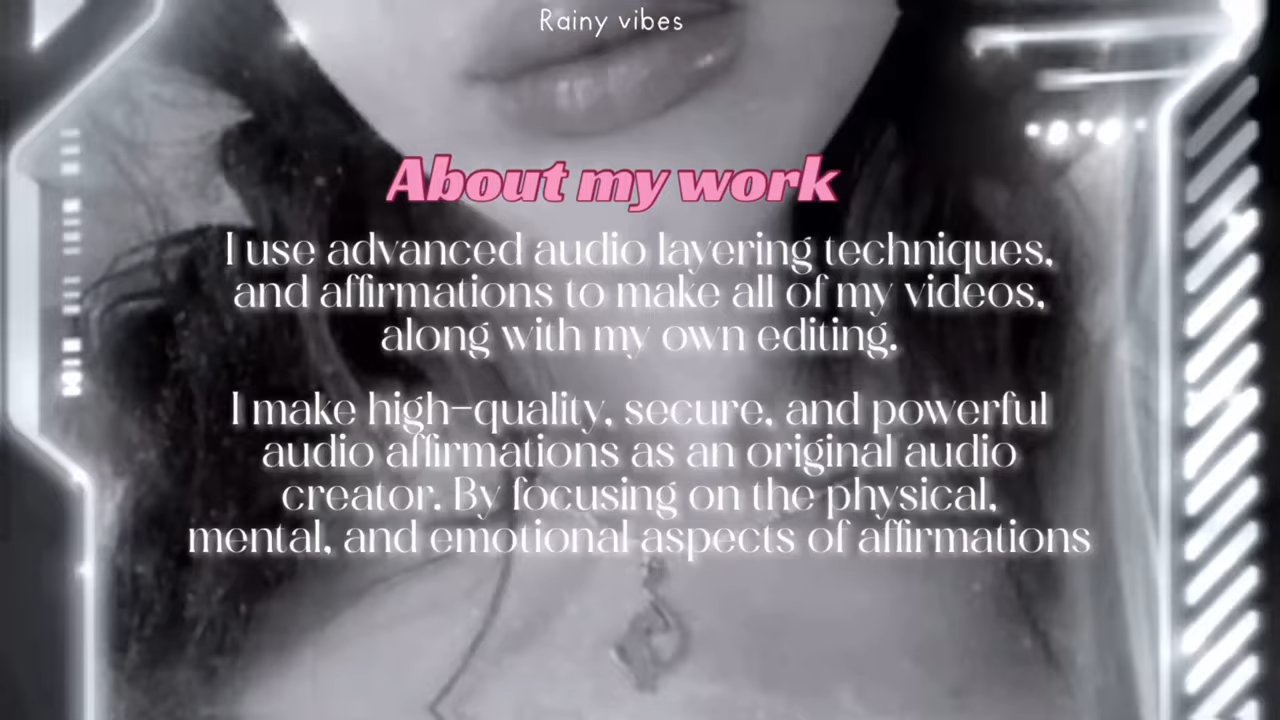 Rainy vibes
About my work
I use advanced audio layering techniques,
and affirmations to make all of my videos,
along with my own editing.
I make high-quality, secure, and powerful
audio affirmations as an original audio
creator. By focusing on the physical,
mental, and emotional aspects of affirmations